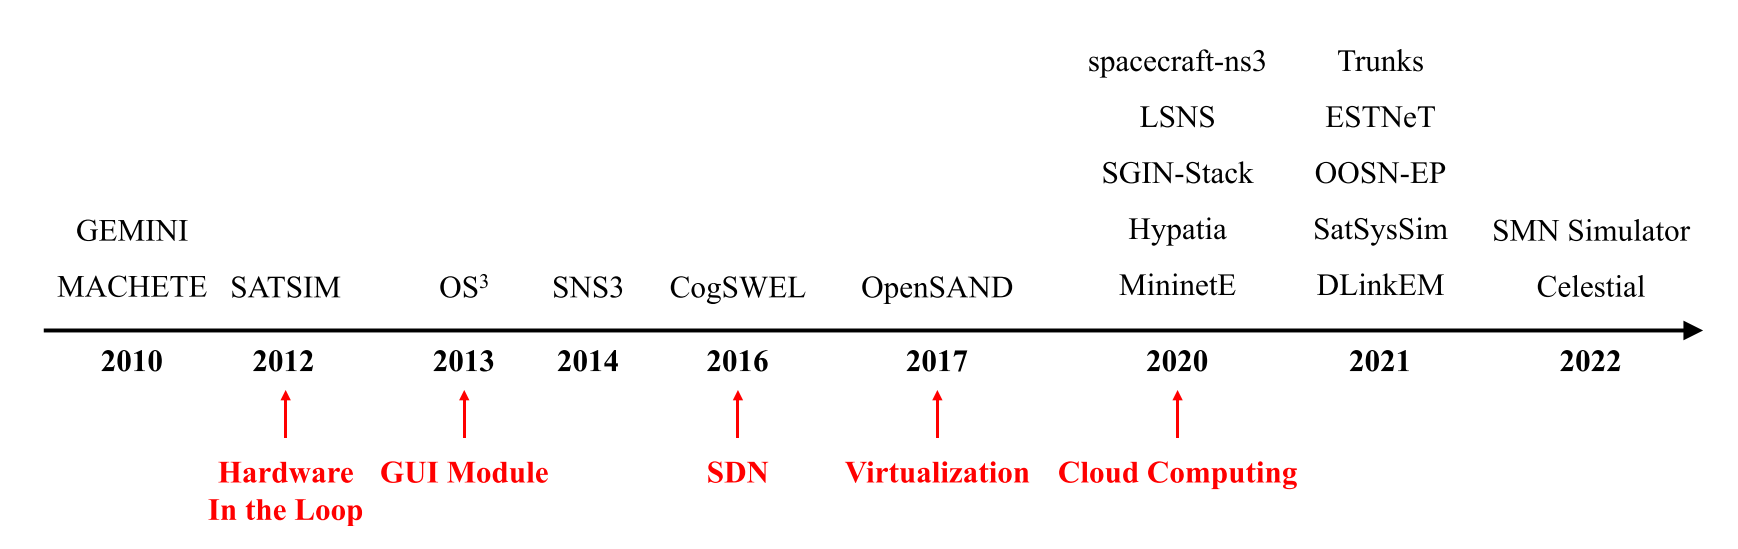 spacecraft-ns3 Trunks
LSNS ESTNeT
SGIN-Stack OOSN-EP
GEMINI Hypatia SatSysSim SMN Simulator
MACHETE SATSIM OS³ SNS3 CogSWEL OpenSAND MininetE DLinkEM Celestial
2010 2012 2013 2014 2016 2017 2020 2021 2022
Hardware GUI Module SDN Virtualization Cloud Computing
In the Loop